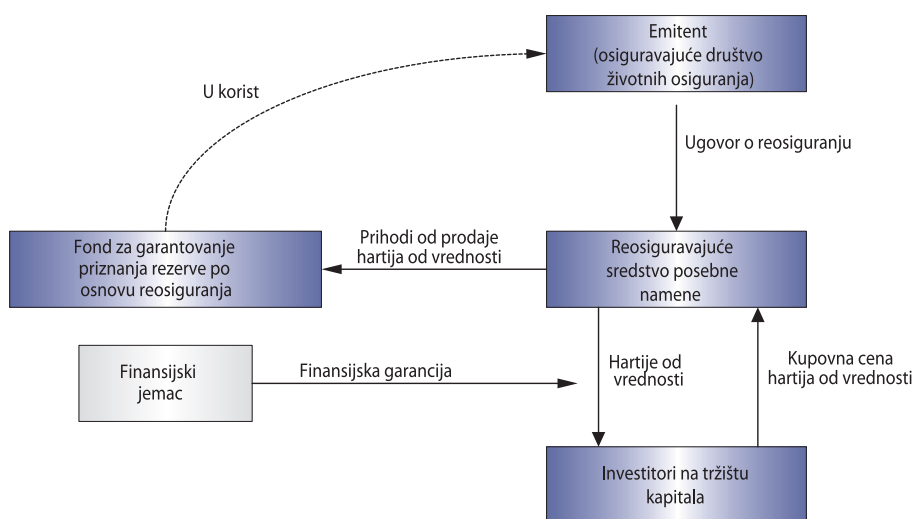 Emitent
(osiguravajuće društvo
životnih osiguranja)
U korist
Ugovor o reosiguranju
Fond za garantovanje
priznanja rezerve po
osnovu reosiguranja
Prihodi od prodaje
hartija od vrednosti
Reosiguravajuće
sredstvo posebne
namene
Finansijski
jemac
Finansijska garancija
Hartije od
vrednosti
Kupovna cena
hartija od vrednosti
Investitori na tržištu
kapitala